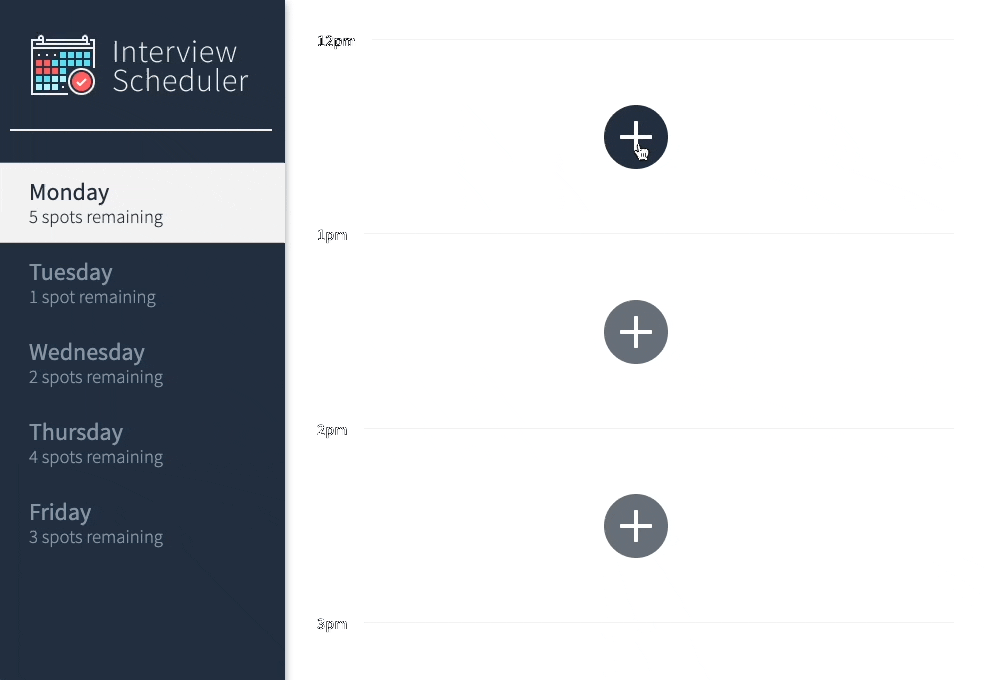 Interview
Scheduler
Monday
5 spots remaining
Tuesday
1 spot remaining
Wednesday
2 spots remaining
Thursday
4 spots remaining
Friday
3 spots remaining
12pm
1pm
2pm
3pm